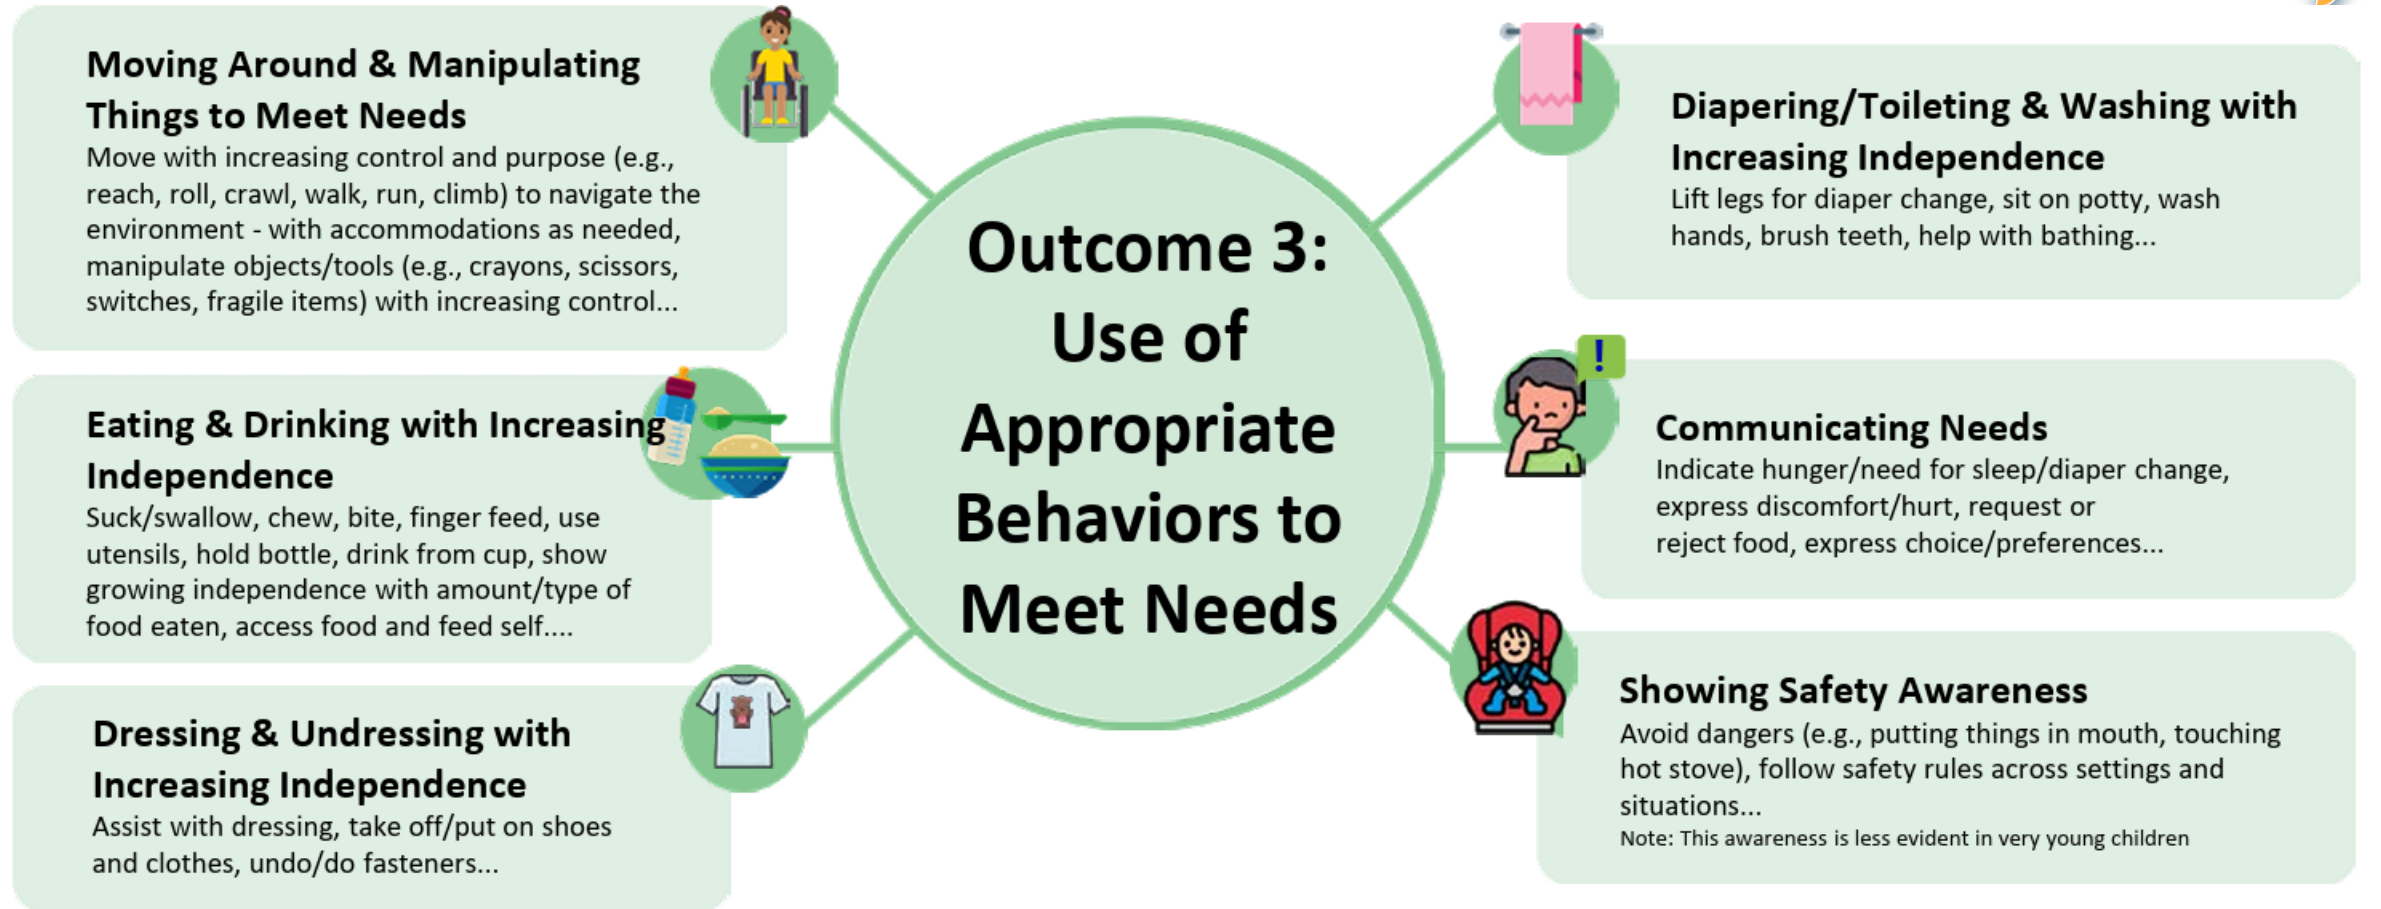 Moving Around & Manipulating
Things to Meet Needs
Move with increasing control and purpose (e.g.,
reach, roll, crawl, walk, run, climb) to navigate the
environment - with accommodations as needed,
manipulate objects/tools (e.g., crayons, scissors,
switches, fragile items) with increasing control...
Eating & Drinking with Increasing
Independence
Suck/swallow, chew, bite, finger feed, use
utensils, hold bottle, drink from cup, show
growing independence with amount/type of
food eaten, access food and feed self....
Dressing & Undressing with
Increasing Independence
Assist with dressing, take off/put on shoes
and clothes, undo/do fasteners...
Outcome 3:
Use of
Appropriate
Behaviors to
Meet Needs
Diapering/Toileting & Washing with
Increasing Independence
Lift legs for diaper change, sit on potty, wash
hands, brush teeth, help with bathing...
!
Communicating Needs
Indicate hunger/need for sleep/diaper change,
express discomfort/hurt, request or
reject food, express choice/preferences...
Showing Safety Awareness
Avoid dangers (e.g., putting things in mouth, touching
hot stove), follow safety rules across settings and
situations...
Note: This awareness is less evident in very young children